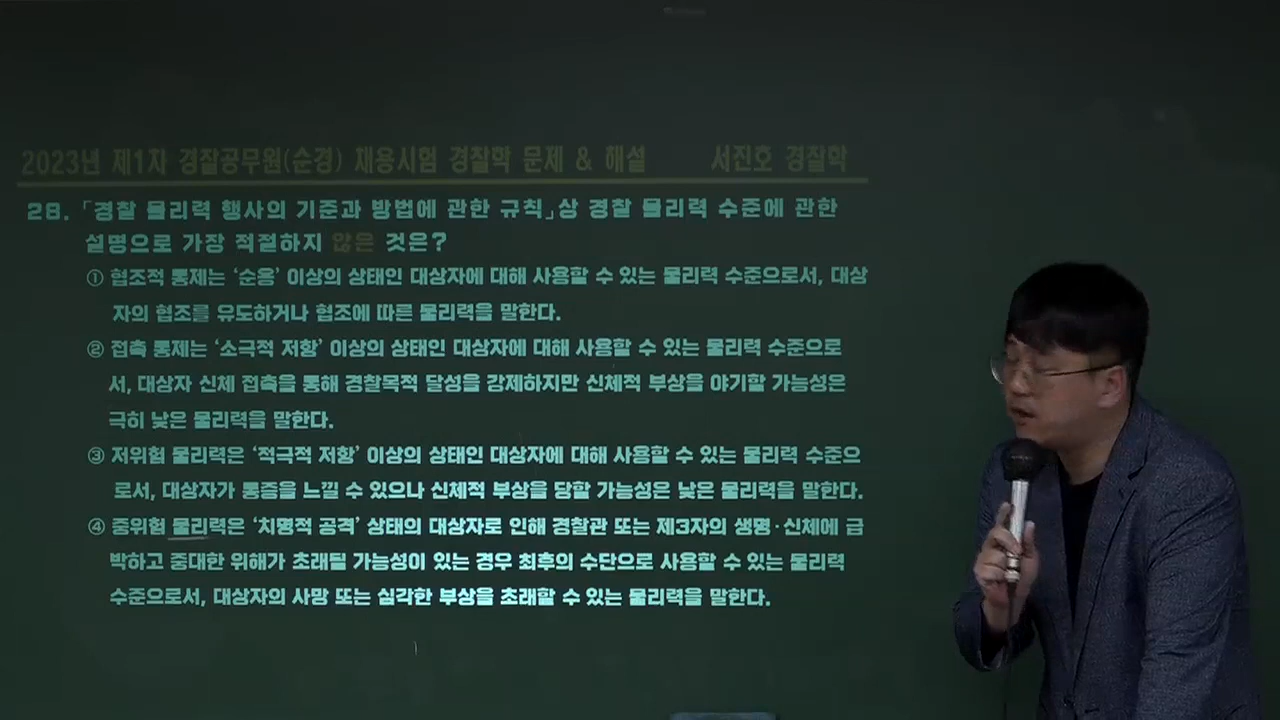 2023년 제1차 경찰공무원(순경) 채용시험 경찰학 문제 & 해설 서진호 경찰학
28. 「경찰 물리력 행사의 기준과 방법에 관한 규칙」상 경찰 물리력 수준에 관한
설명으로 가장 적절하지 않은 것은?
① 협조적 통제는 ‘순응’ 이상의 상태인 대상자에 대해 사용할 수 있는 물리력 수준으로서, 대상
자의 협조를 유도하거나 협조에 따른 물리력을 말한다.
② 접촉 통제는 ‘소극적 저항’ 이상의 상태인 대상자에 대해 사용할 수 있는 물리력 수준으로
서, 대상자 신체 접촉을 통해 경찰목적 달성을 강제하지만 신체적 부상을 야기할 가능성은
극히 낮은 물리력을 말한다.
③ 저위험 물리력은 ‘적극적 저항’ 이상의 상태인 대상자에 대해 사용할 수 있는 물리력 수준으
로서, 대상자가 통증을 느낄 수 있으나 신체적 부상을 당할 가능성은 낮은 물리력을 말한다.
④ 중위험 물리력은 ‘치명적 공격’ 상태의 대상자로 인해 경찰관 또는 제3자의 생명·신체에 급
박하고 중대한 위해가 초래될 가능성이 있는 경우 최후의 수단으로 사용할 수 있는 물리력
수준으로서, 대상자의 사망 또는 심각한 부상을 초래할 수 있는 물리력을 말한다.